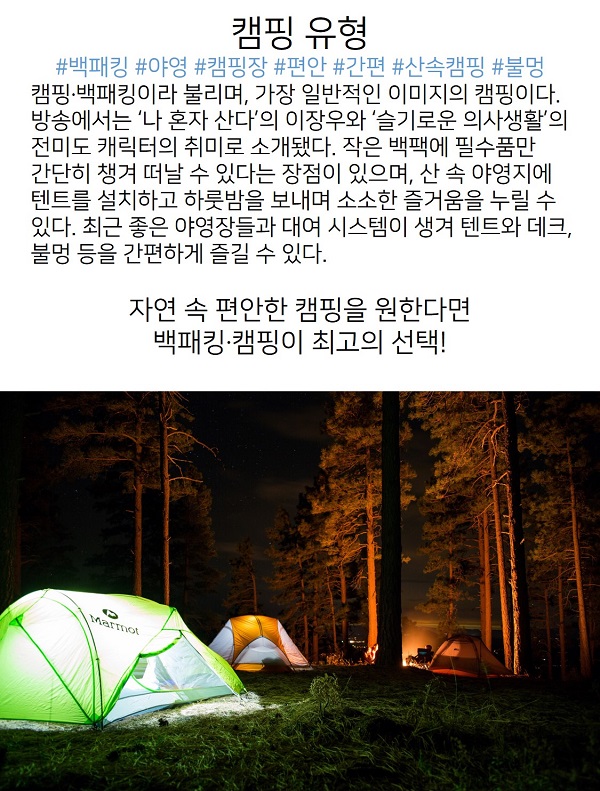 캠핑 유형
#백패킹 #야영 #캠핑장 #편안 #간편 #산속캠핑 #불멍
캠핑·백패킹이라 불리며, 가장 일반적인 이미지의 캠핑이다.
방송에서는 ‘나 혼자 산다’의 이장우와 ‘슬기로운 의사생활’의
전미도 캐릭터의 취미로 소개됐다. 작은 백팩에 필수품만
간단히 챙겨 떠날 수 있다는 장점이 있으며, 산 속 야영지에
텐트를 설치하고 하룻밤을 보내며 소소한 즐거움을 누릴 수
있다. 최근 좋은 야영장들과 대여 시스템이 생겨 텐트와 데크,
불멍 등을 간편하게 즐길 수 있다.
자연 속 편안한 캠핑을 원한다면
백패킹·캠핑이 최고의 선택!
Marmot